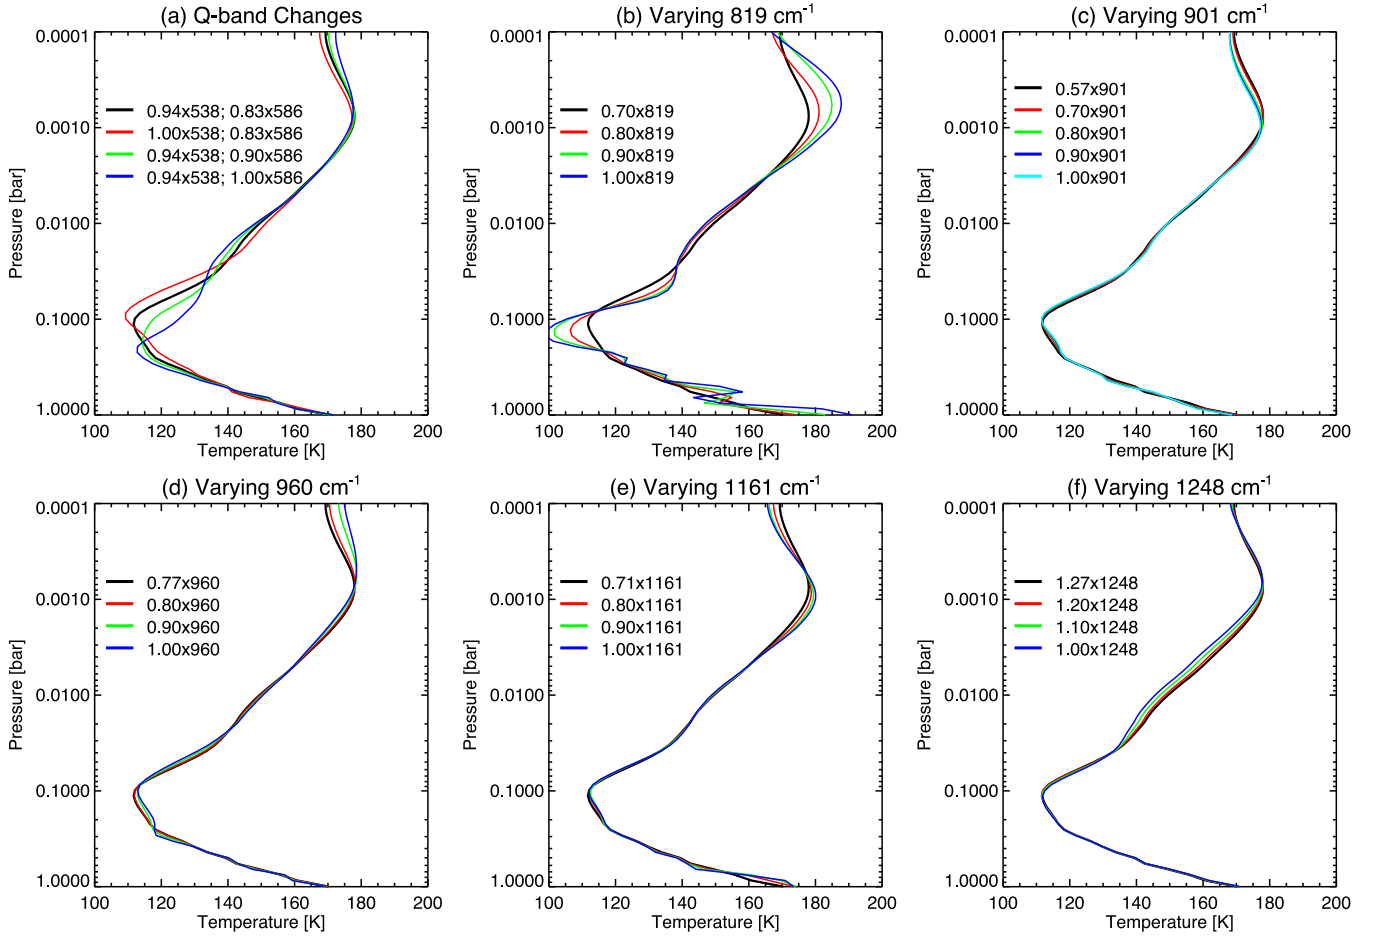 (a) Q-band Changes
0.0001
0.0010
0.0100
0.1000
1.0000
Pressure [bar]
0.94x538; 0.83x586
1.00x538; 0.83x586
0.94x538; 0.90x586
0.94x538; 1.00x586
100 120 140 160 180 200
Temperature [K]
(b) Varying 819 cm-1
0.0001
0.0010
0.0100
0.1000
1.0000
Pressure [bar]
0.70x819
0.80x819
0.90x819
1.00x819
100 120 140 160 180 200
Temperature [K]
(c) Varying 901 cm-1
0.0001
0.0010
0.0100
0.1000
1.0000
Pressure [bar]
0.57x901
0.70x901
0.80x901
0.90x901
1.00x901
100 120 140 160 180 200
Temperature [K]
(d) Varying 960 cm-1
0.0001
0.0010
0.0100
0.1000
1.0000
Pressure [bar]
0.77x960
0.80x960
0.90x960
1.00x960
100 120 140 160 180 200
Temperature [K]
(e) Varying 1161 cm-1
0.0001
0.0010
0.0100
0.1000
1.0000
Pressure [bar]
0.71x1161
0.80x1161
0.90x1161
1.00x1161
100 120 140 160 180 200
Temperature [K]
(f) Varying 1248 cm-1
0.0001
0.0010
0.0100
0.1000
1.0000
Pressure [bar]
1.27x1248
1.20x1248
1.10x1248
1.00x1248
100 120 140 160 180 200
Temperature [K]